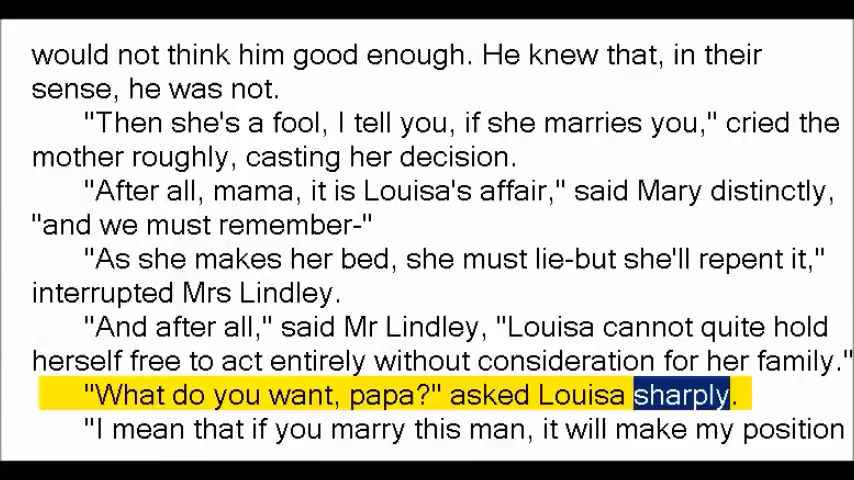 would not think him good enough. He knew that, in their
sense, he was not.
"Then she's a fool, I tell you, if she marries you," cried the
mother roughly, casting her decision.
"After all, mama, it is Louisa's affair," said Mary distinctly,
"and we must remember-"
"As she makes her bed, she must lie-but she'll repent it,"
interrupted Mrs Lindley.
"And after all," said Mr Lindley, "Louisa cannot quite hold
herself free to act entirely without consideration for her family."
"What do you want, papa?" asked Louisa sharply.
"I mean that if you marry this man, it will make my position